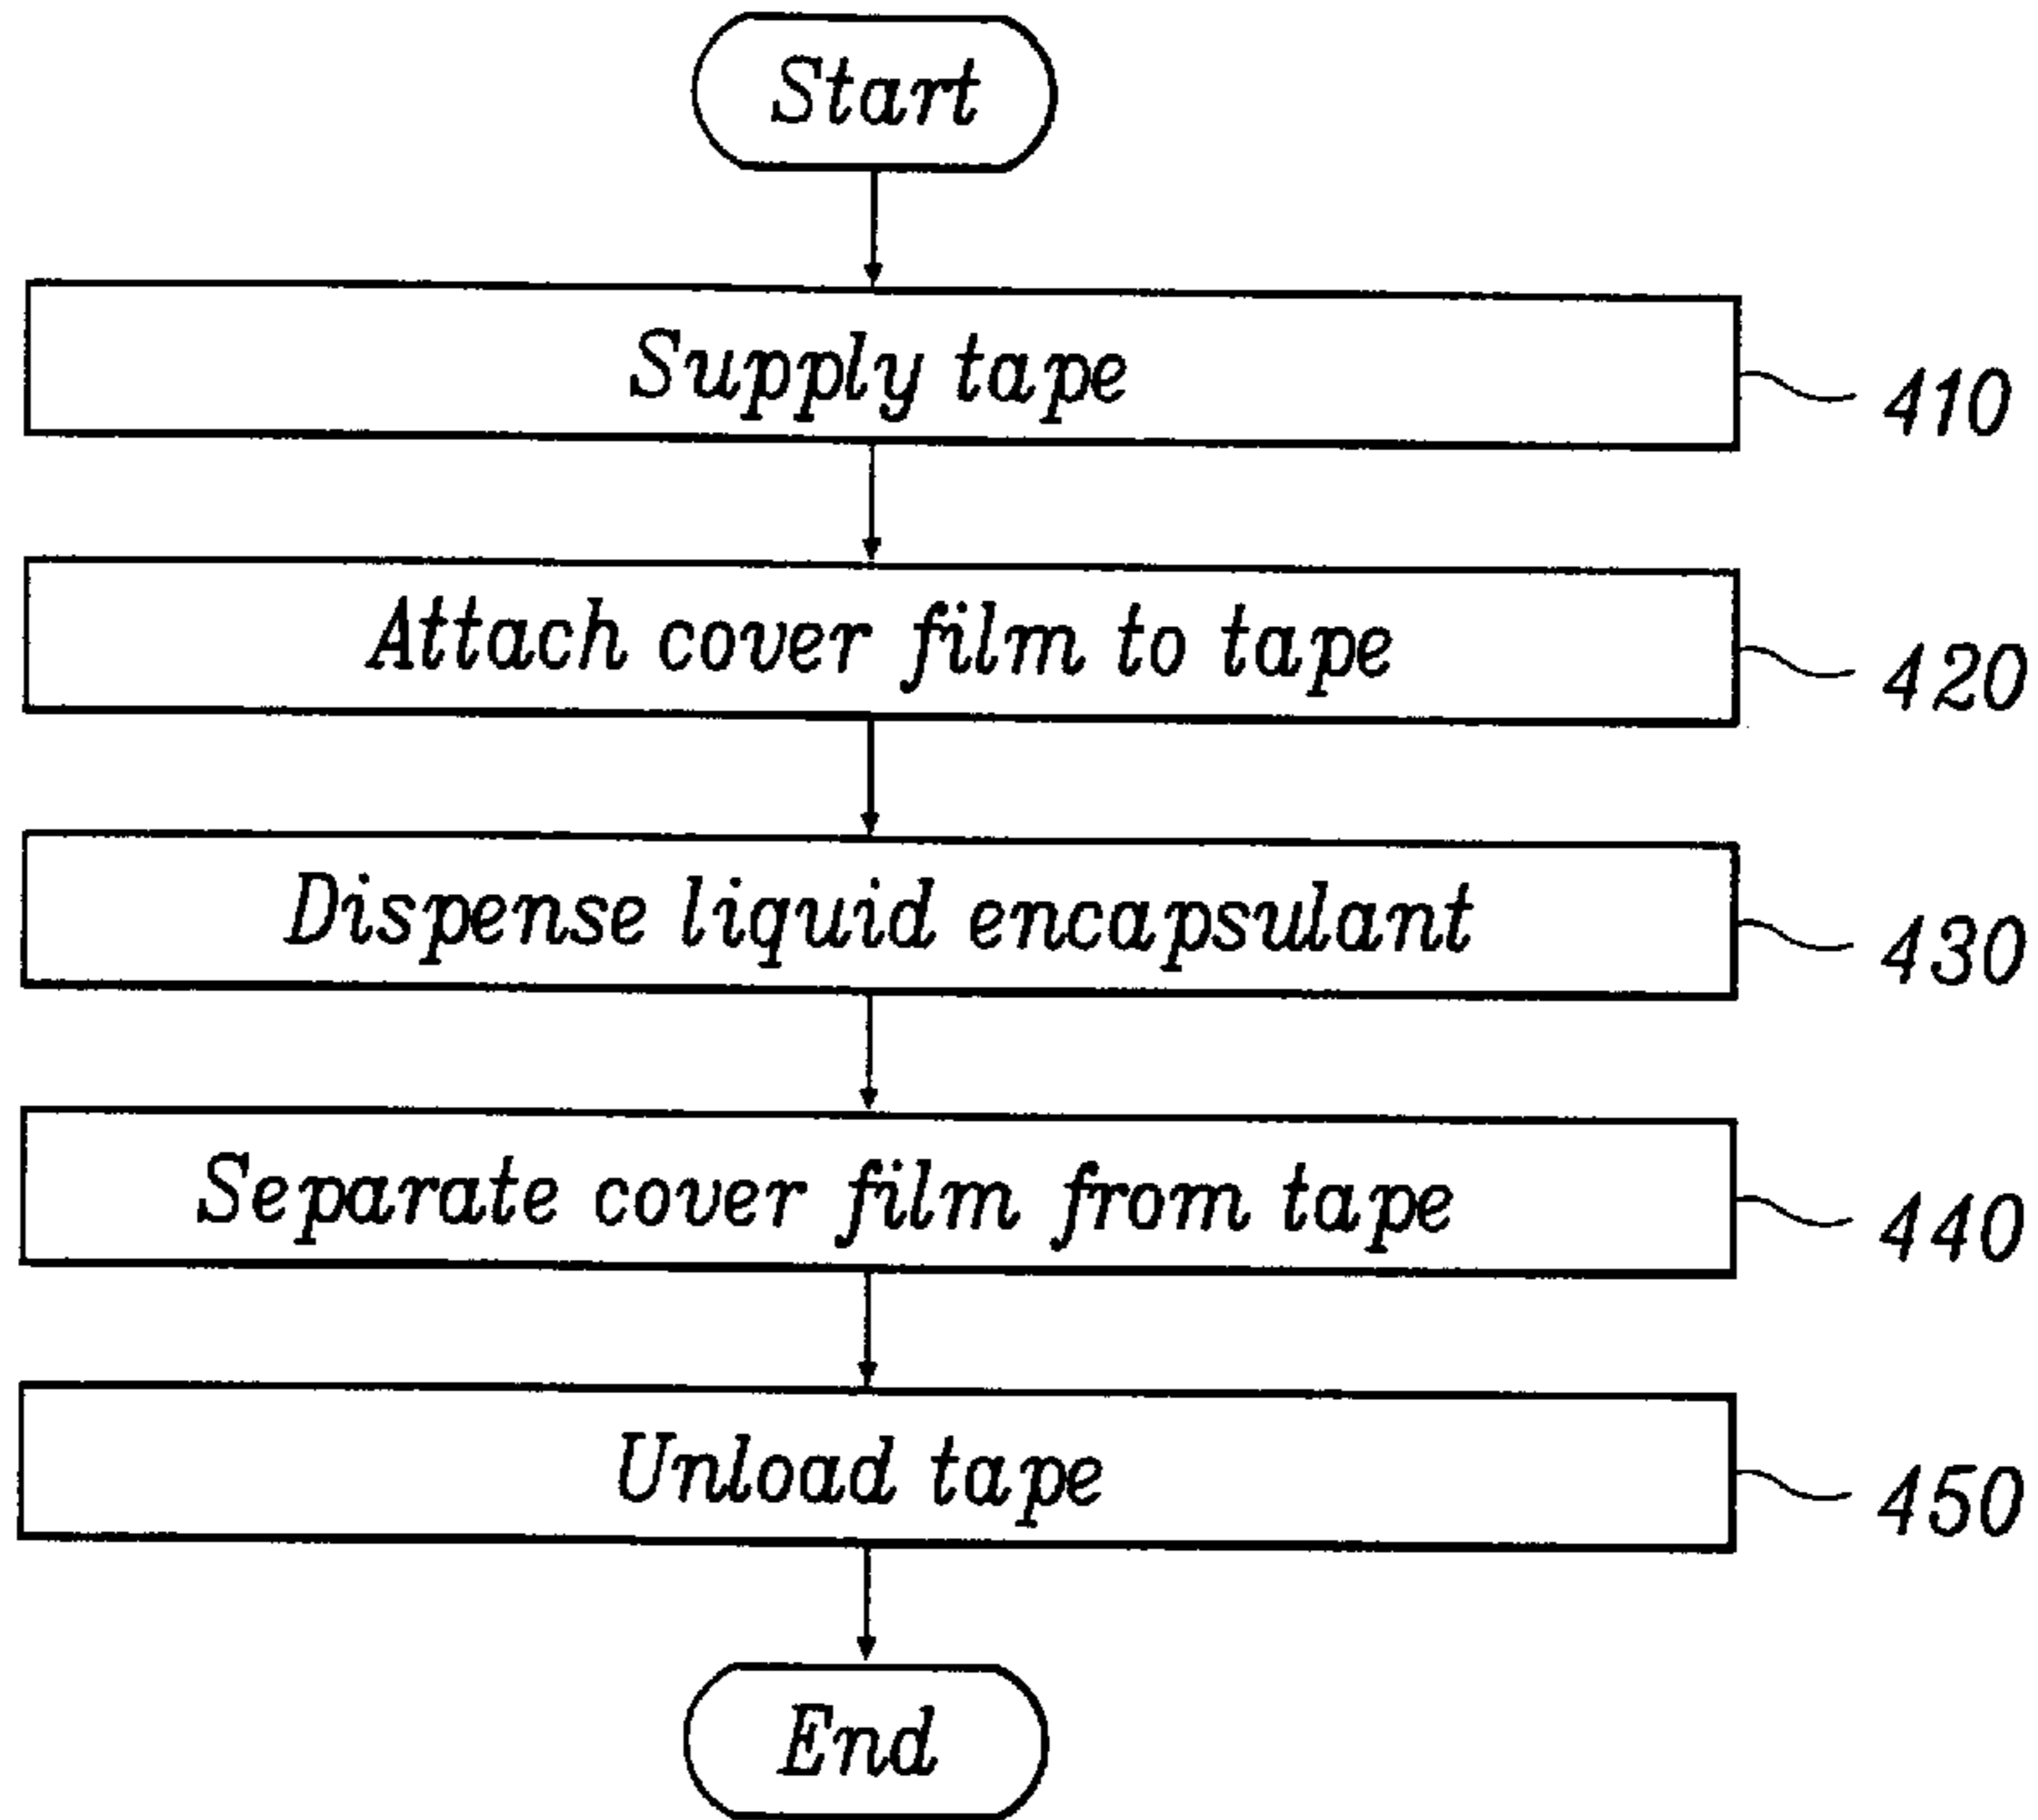 Start
Supply tape
410
Attach cover film to tape
420
Dispense liquid encapsulant
430
Separate cover film from tape
440
Unload tape
450
End